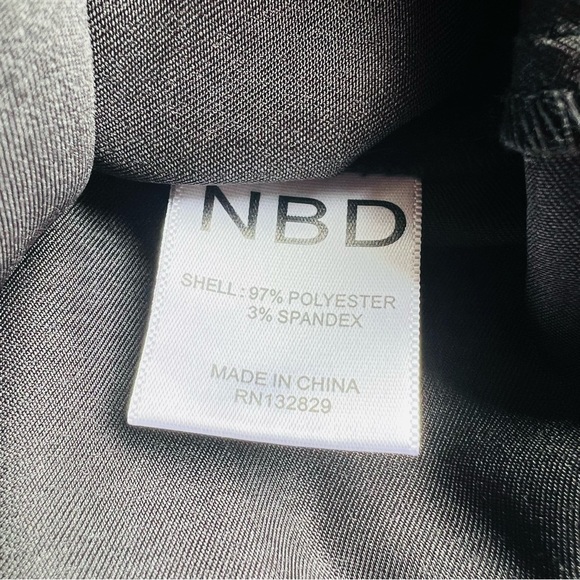 NBD
SHELL: 97% POLYESTER
3% SPANDEX
MADE IN CHINA
RN132829